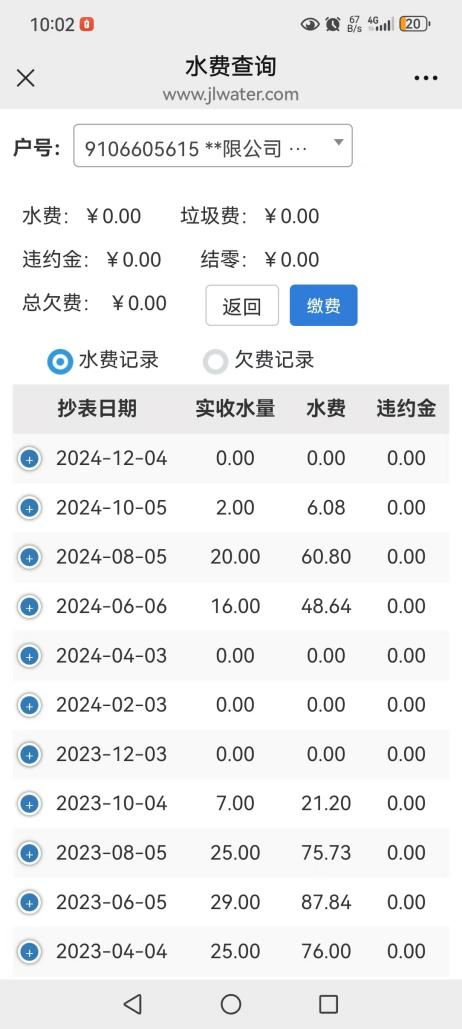 10:02 67 B/s 4G 20
水费查询
www.jlwater.com
户号: 9106605615 **限公司 ···
水费: ¥0.00 垃圾费: ¥0.00
违约金: ¥0.00 结零: ¥0.00
总欠费: ¥0.00 返回 缴费
水费记录 欠费记录
抄表日期 实收水量 水费 违约金
2024-12-04 0.00 0.00 0.00
2024-10-05 2.00 6.08 0.00
2024-08-05 20.00 60.80 0.00
2024-06-06 16.00 48.64 0.00
2024-04-03 0.00 0.00 0.00
2024-02-03 0.00 0.00 0.00
2023-12-03 0.00 0.00 0.00
2023-10-04 7.00 21.20 0.00
2023-08-05 25.00 75.73 0.00
2023-06-05 29.00 87.84 0.00
2023-04-04 25.00 76.00 0.00